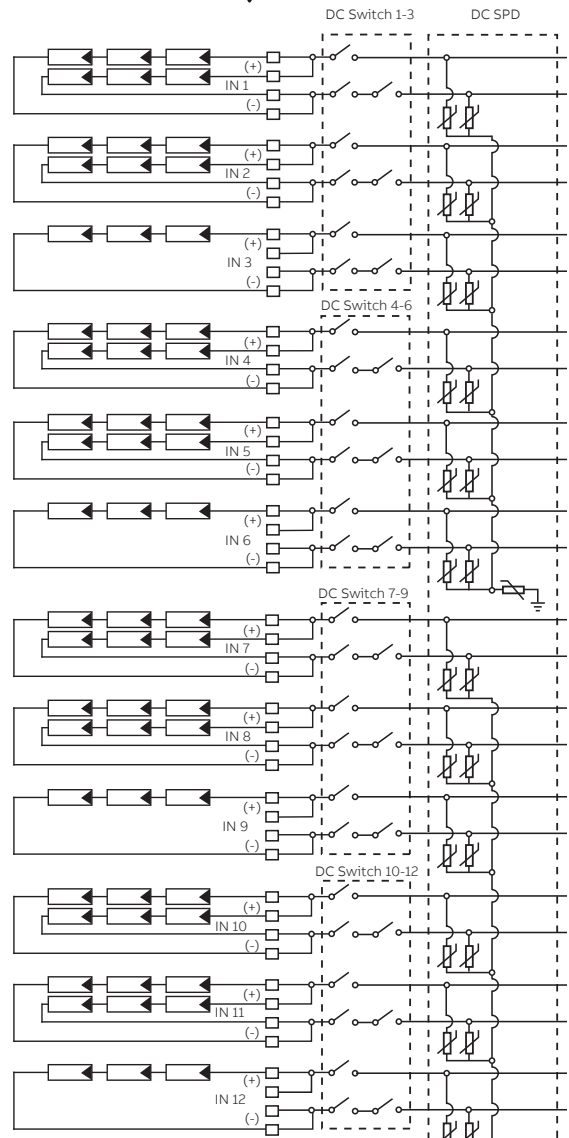 DC Switch 1-3
DC SPD
(+)
IN 1
(-)
(+)
IN 2
(-)
(+)
IN 3
(-)
DC Switch 4-6
(+)
IN 4
(-)
(+)
IN 5
(-)
(+)
IN 6
(-)
DC Switch 7-9
(+)
IN 7
(-)
(+)
IN 8
(-)
(+)
IN 9
(-)
DC Switch 10-12
(+)
IN 10
(-)
(+)
IN 11
(-)
(+)
IN 12
(-)